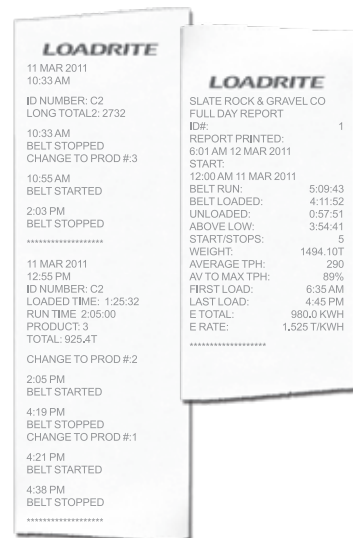 LOADRITE
11 MAR 2011
10:33 AM
ID NUMBER: C2
LONG TOTAL2: 2732
10:33 AM
BELT STOPPED
CHANGE TO PROD #:3
10:55 AM
BELT STARTED
2:03 PM
BELT STOPPED
*******************
11 MAR 2011
12:55 PM
ID NUMBER: C2
LOADED TIME: 1:25:32
RUN TIME 2:05:00
PRODUCT: 3
TOTAL: 925.4T
CHANGE TO PROD #:2
2:05 PM
BELT STARTED
4:19 PM
BELT STOPPED
CHANGE TO PROD #:1
4:21 PM
BELT STARTED
4:38 PM
BELT STOPPED
*******************
LOADRITE
SLATE ROCK & GRAVEL CO
FULL DAY REPORT
ID#: 1
REPORT PRINTED:
6:01 AM 12 MAR 2011
START:
12:00 AM 11 MAR 2011
BELT RUN: 5:09:43
BELT LOADED: 4:11:52
UNLOADED: 0:57:51
ABOVE LOW: 3:54:41
START/STOPS: 5
WEIGHT: 1494.10T
AVERAGE TPH: 290
AV TO MAX TPH: 89%
FIRST LOAD: 6:35 AM
LAST LOAD: 4:45 PM
E TOTAL: 980.0 KWH
E RATE: 1.525 T/KWH
*******************